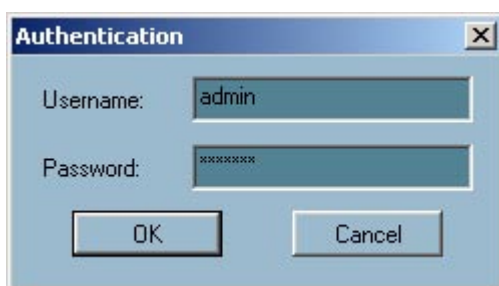 Authentication
Username: admin
Password: *******
OK Cancel